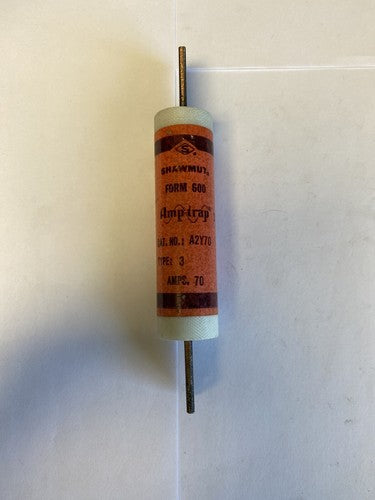 S
SHAWMUT
FORM 600
Amp-trap
CAT. NO.: A2Y70
TYPE: 3
AMPS. 70